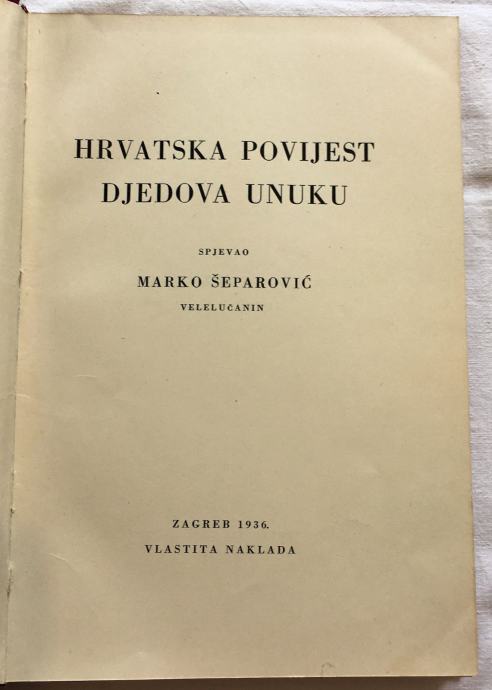 HRVATSKA POVIJEST
DJEDOVA UNUKU
SPJEVAO
MARKO ŠEPAROVIĆ
VELELUČANIN
ZAGREB 1936.
VLASTITA NAKLADA